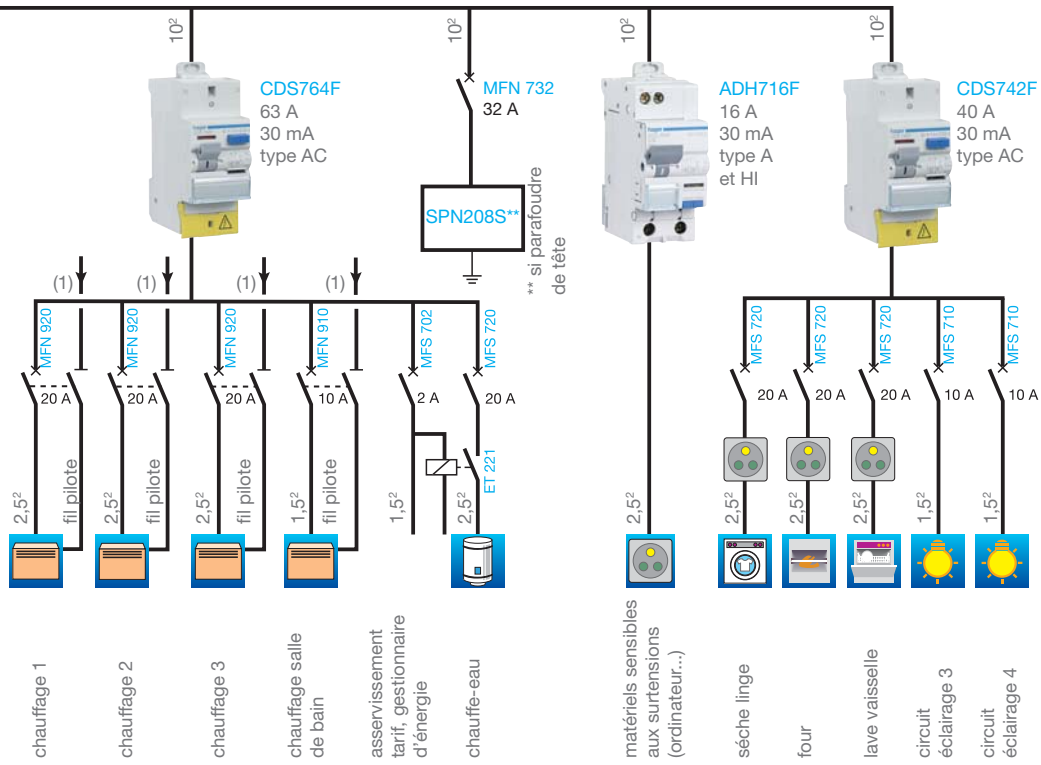 10²
10²
10²
10²
CDS764F
63 A
30 mA
type AC
MFN 732
32 A
ADH716F
16 A
30 mA
type A
et HI
CDS742F
40 A
30 mA
type AC
SPN208S**
** si parafoudre
de tête
(1)
(1)
(1)
(1)
MFN 920
MFN 920
MFN 920
MFN 910
MFS 702
MFS 720
MFS 720
MFS 720
MFS 720
MFS 710
MFS 710
20 A
20 A
20 A
10 A
2 A
20 A
20 A
20 A
20 A
10 A
10 A
ET 221
2,5²
fil pilote
2,5²
fil pilote
2,5²
fil pilote
1,5²
fil pilote
1,5²
2,5²
2,5²
2,5²
2,5²
2,5²
1,5²
1,5²
chauffage 1
chauffage 2
chauffage 3
chauffage salle
de bain
asservissement
tarif, gestionnaire
d'énergie
chauffe-eau
matériels sensibles
aux surtensions
(ordinateur...)
séche linge
four
lave vaisselle
circuit
éclairage 3
circuit
éclairage 4